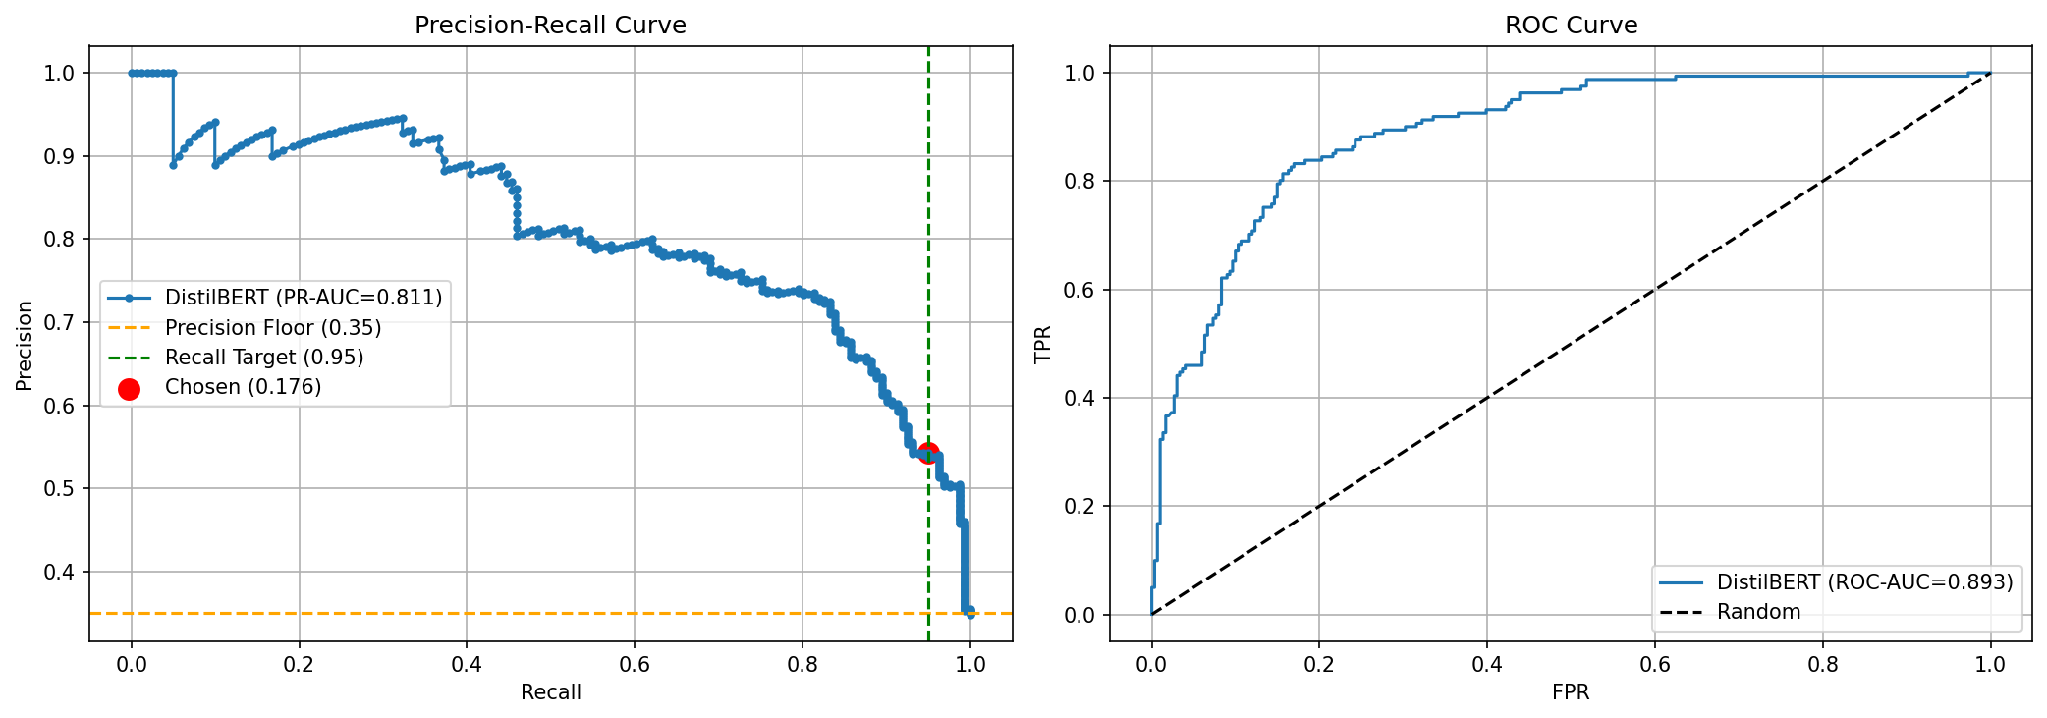 Precision-Recall Curve
Precision
1.0
0.9
0.8
0.7
0.6
0.5
0.4
DistilBERT (PR-AUC=0.811)
Precision Floor (0.35)
Recall Target (0.95)
Chosen (0.176)
0.0 0.2 0.4 0.6 0.8 1.0
Recall
ROC Curve
TPR
1.0
0.8
0.6
0.4
0.2
0.0
DistilBERT (ROC-AUC=0.893)
Random
0.0 0.2 0.4 0.6 0.8 1.0
FPR